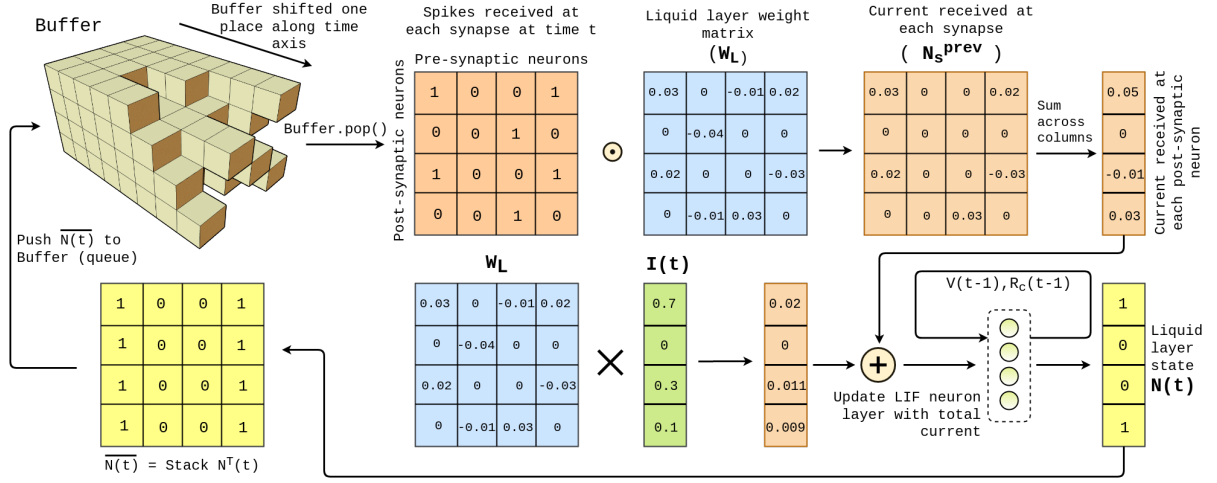 Buffer
Buffer shifted one
place along time
axis
Spikes received at
each synapse at time t
Liquid layer weight
matrix
(W_L)
Current received at
each synapse
( N_s^prev )
Pre-synaptic neurons
Post-synaptic neurons
Buffer.pop()
1 0 0 1
0 0 1 0
1 0 0 1
0 0 1 0
0.03 0 -0.01 0.02
0 -0.04 0 0
0.02 0 0 -0.03
0 -0.01 0.03 0
0.03 0 0 0.02
0 0 0 0
0.02 0 0 -0.03
0 0 0.03 0
Sum
across
columns
0.05
0
-0.01
0.03
Current received at
each post-synaptic
neuron
Push N̅(̅t̅)̅ to
Buffer (queue)
1 0 0 1
1 0 0 1
1 0 0 1
1 0 0 1
N̅(̅t̅)̅ = Stack N^T(t)
W_L
0.03 0 -0.01 0.02
0 -0.04 0 0
0.02 0 0 -0.03
0 -0.01 0.03 0
×
I(t)
0.7
0
0.3
0.1
0.02
0
0.011
0.009
+
Update LIF neuron
layer with total
current
V(t-1),R_c(t-1)
1
0
0
1
Liquid
layer
state
N(t)